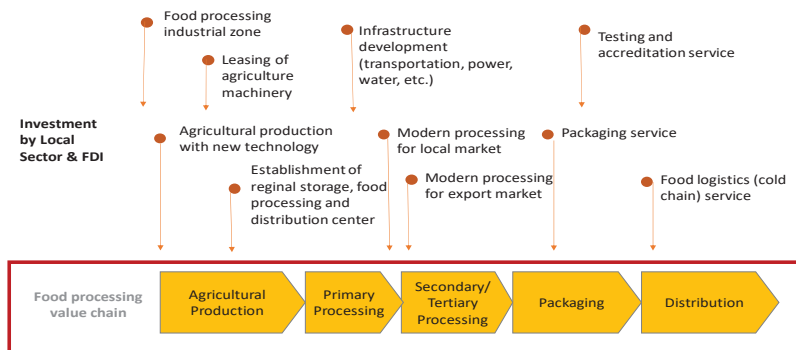 Food processing
industrial zone
Leasing of
agriculture
machinery
Infrastructure
development
(transportation, power,
water, etc.)
Testing and
accreditation service
Investment
by Local
Sector & FDI
Agricultural production
with new technology
Establishment of
reginal storage, food
processing and
distribution center
Modern processing
for local market
Modern processing
for export market
Packaging service
Food logistics (cold
chain) service
Food processing
value chain
Agricultural
Production
Primary
Processing
Secondary/
Tertiary
Processing
Packaging
Distribution